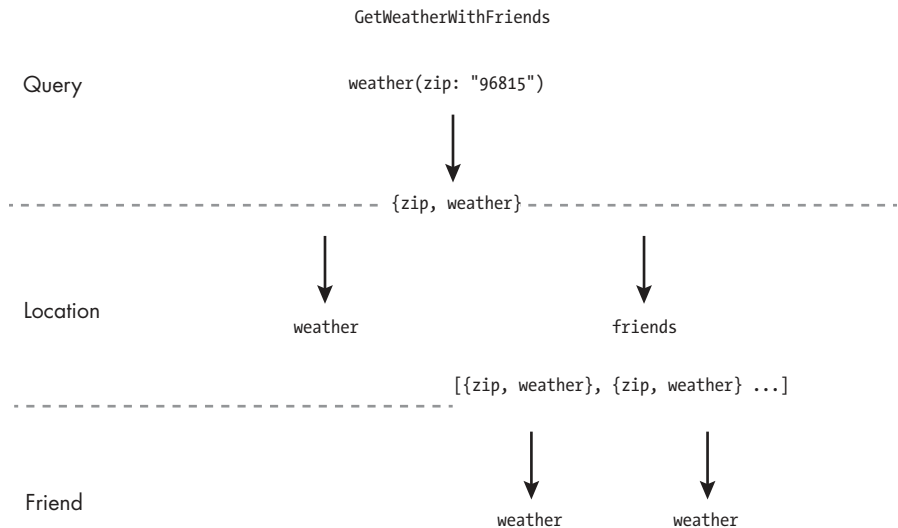 GetWeatherWithFriends
Query
weather(zip: "96815")
{zip, weather}
Location
weather
friends
[{zip, weather}, {zip, weather} ...]
Friend
weather
weather